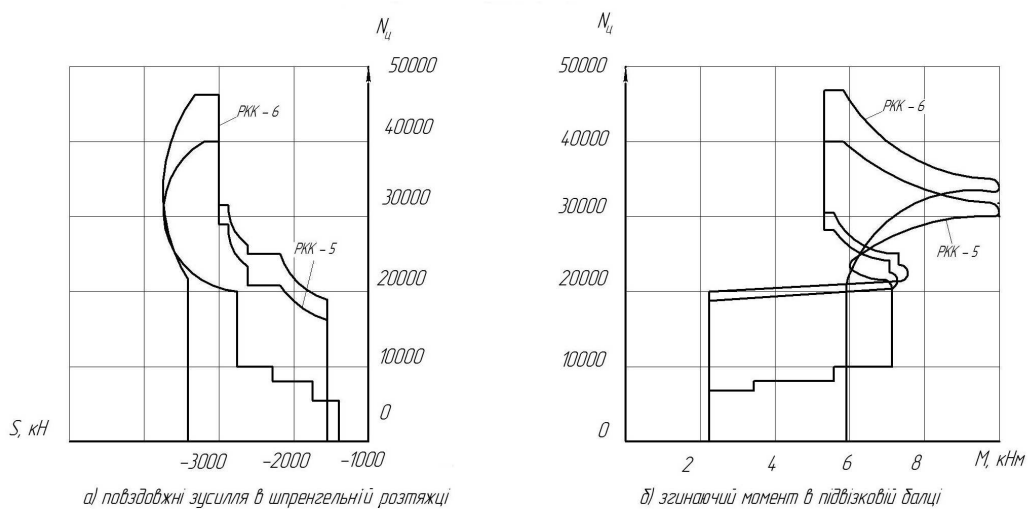 Nц
50000
РКК – 6
40000
30000
РКК – 5
20000
10000
0
S, кН
–3000
–2000
–1000
а) повздовжні зусилля в шпренгельній розтяжці
Nц
50000
РКК – 6
40000
30000
РКК – 5
20000
10000
0
2
4
6
8
М, кНм
б) згинаючий момент в підвізковій балці